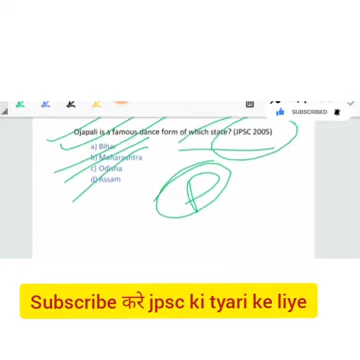 SUBSCRIBED
Ojapali is a famous dance form of which state? (JPSC 2005)
a) Bihar
b) Maharashtra
c) Odisha
d) Assam
Subscribe करे jpsc ki tyari ke liye